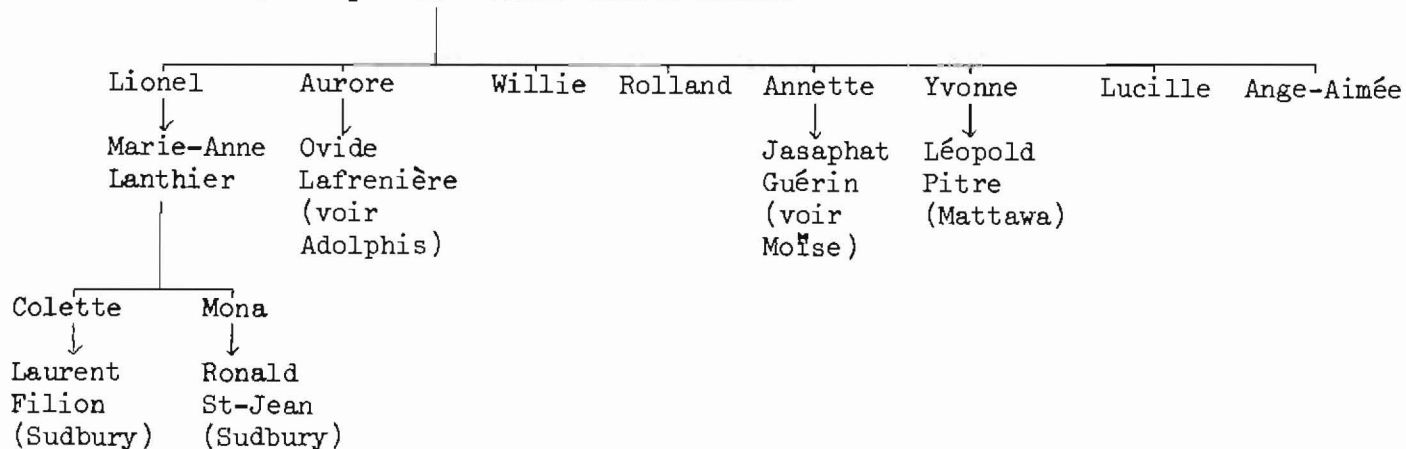 Lionel Aurore Willie Rolland Annette Yvonne Lucille Ange-Aimée
Marie-Anne Ovide Jasaphat Léopold
Lanthier Lafrenière Guérin Pitre
(voir (voir (Mattawa)
Adolphis) Moïse)
Colette Mona
Laurent Ronald
Filion St-Jean
(Sudbury) (Sudbury)